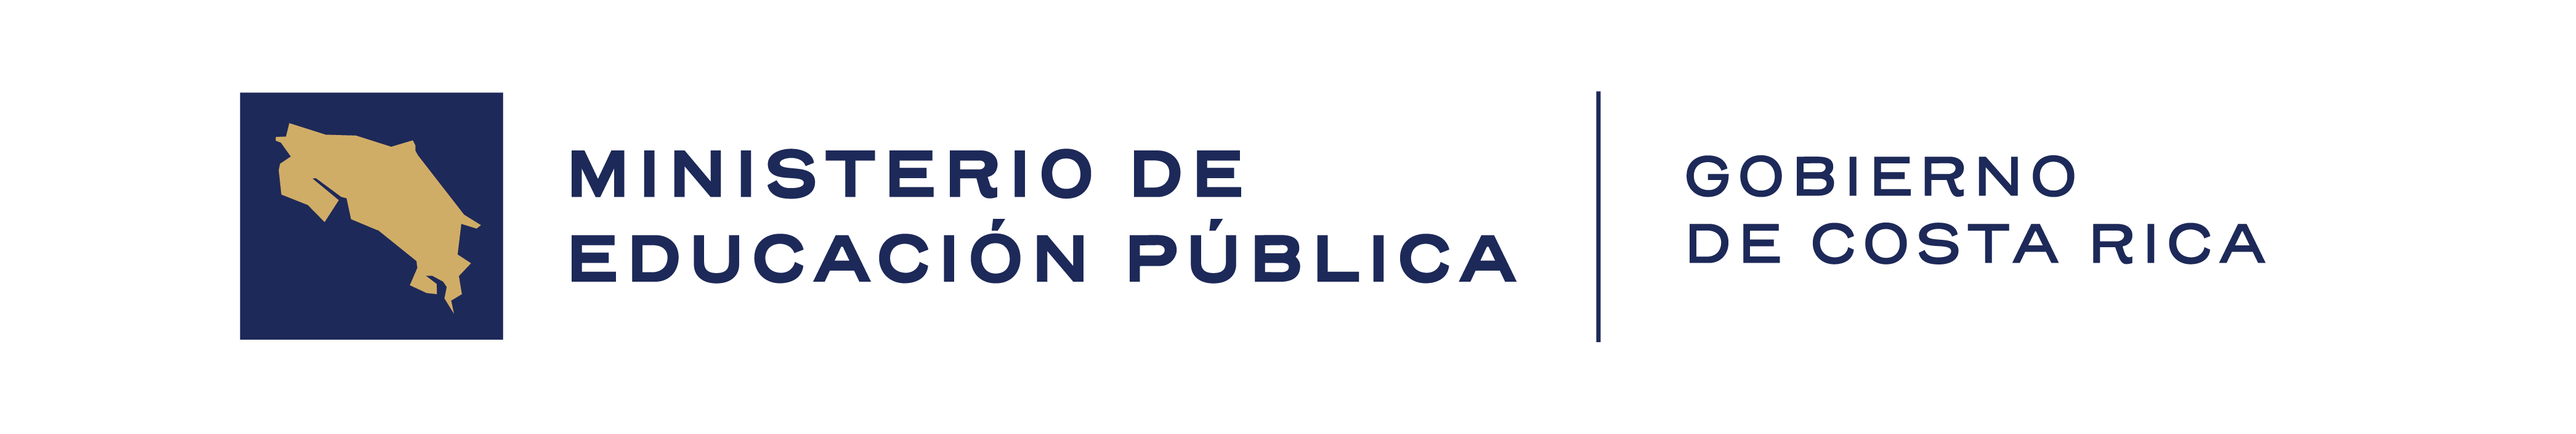 MINISTERIO DE
EDUCACIÓN PÚBLICA
GOBIERNO
DE COSTA RICA